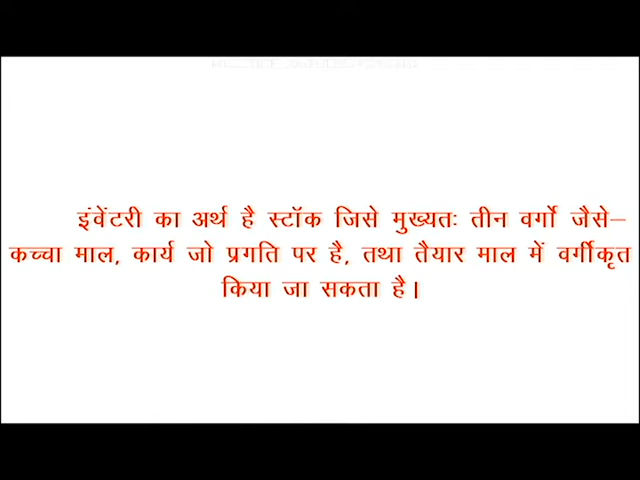 इंवेंटरी का अर्थ है स्टॉक जिसे मुख्यतः तीन वर्गो जैसे–
कच्चा माल, कार्य जो प्रगति पर है, तथा तैयार माल में वर्गीकृत
किया जा सकता है।